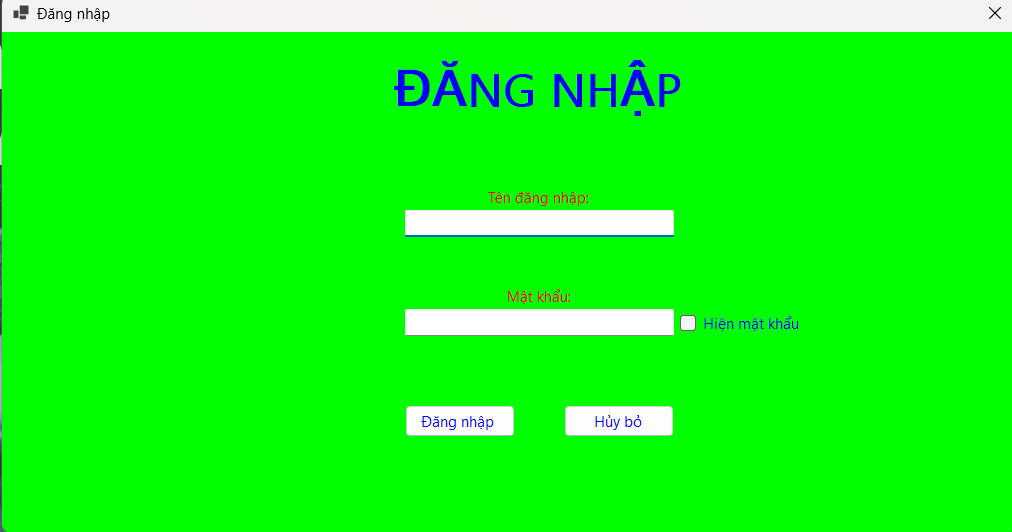 Đăng nhập
ĐĂNG NHẬP
Tên đăng nhập:
Mật khẩu:
Hiện mật khẩu
Đăng nhập
Hủy bỏ